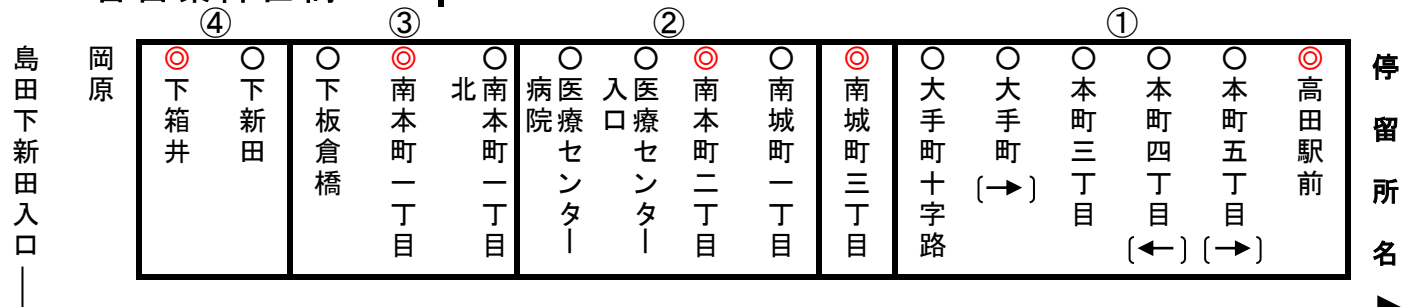 ④ ③ ② ①
停留所名
◎高田駅前
○本町五丁目(→)
○本町四丁目(←)
○本町三丁目
○大手町(→)
○大手町十字路
◎南城町三丁目
○南城町一丁目
◎南本町二丁目
○医療センター入口
○医療センター病院
○南本町一丁目北
◎南本町一丁目
○下板倉橋
○下新田
◎下箱井
岡原
島田下新田入口